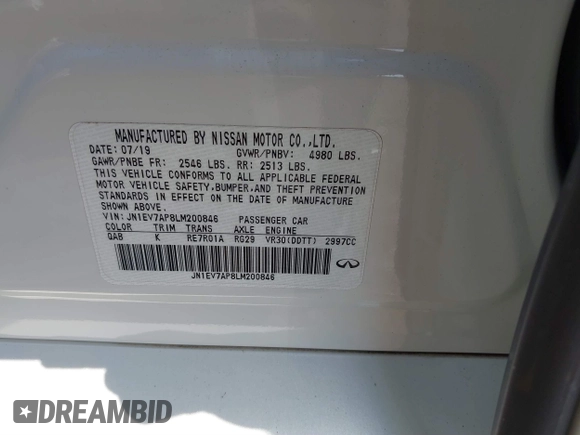 MANUFACTURED BY NISSAN MOTOR CO.,LTD.
DATE: 07/19 GVWR/PNBV: 4980 LBS.
GAWR/PNBE FR: 2546 LBS. RR: 2513 LBS.
THIS VEHICLE CONFORMS TO ALL APPLICABLE FEDERAL
MOTOR VEHICLE SAFETY,BUMPER,AND THEFT PREVENTION
STANDARDS IN EFFECT ON THE DATE OF MANUFACTURE
SHOWN ABOVE.
VIN: JN1EV7AP8LM200846 PASSENGER CAR
COLOR TRIM TRANS AXLE ENGINE
QAB K RE7R01A RG29 VR30(DDTT) 2997CC
JN1EV7AP8LM200846
DREAMBID